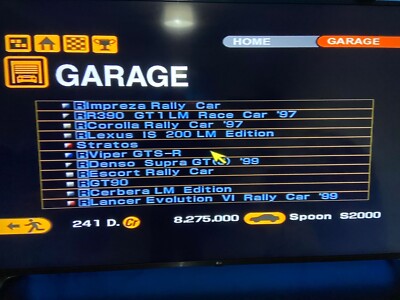 HOME GARAGE
GARAGE
R Impreza Rally Car
R R390 GT1 LM Race Car '97
R Corolla Rally Car '97
R Lexus IS 200 LM Edition
Stratos
R Viper GTS-R
R Denso Supra GT '99
R Escort Rally Car
R GT90
R Cerbera LM Edition
R Lancer Evolution VI Rally Car '99
241 D. Cr 8.275.000 Spoon S2000